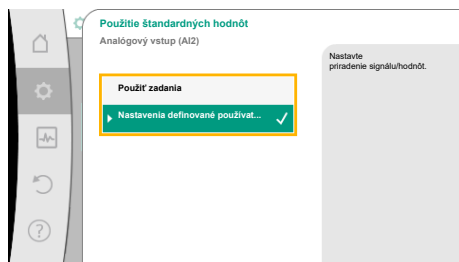 Použitie štandardných hodnôt
Analógový vstup (AI2)
Nastavte
priradenie signálu/hodnôt.
Použiť zadania
Nastavenia definované používat...
?